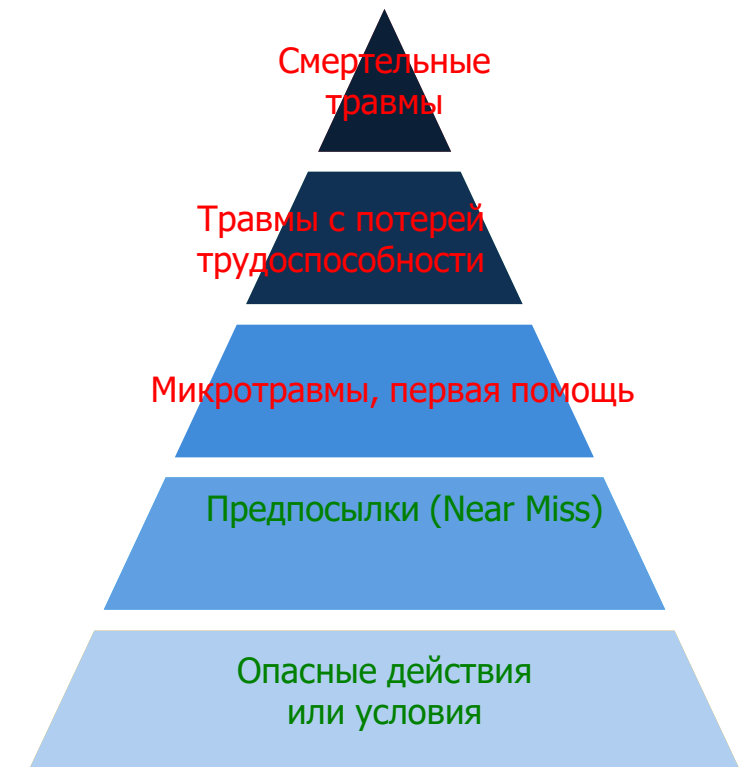 Смертельные
травмы
Травмы с потерей
трудоспособности
Микротравмы, первая помощь
Предпосылки (Near Miss)
Опасные действия
или условия